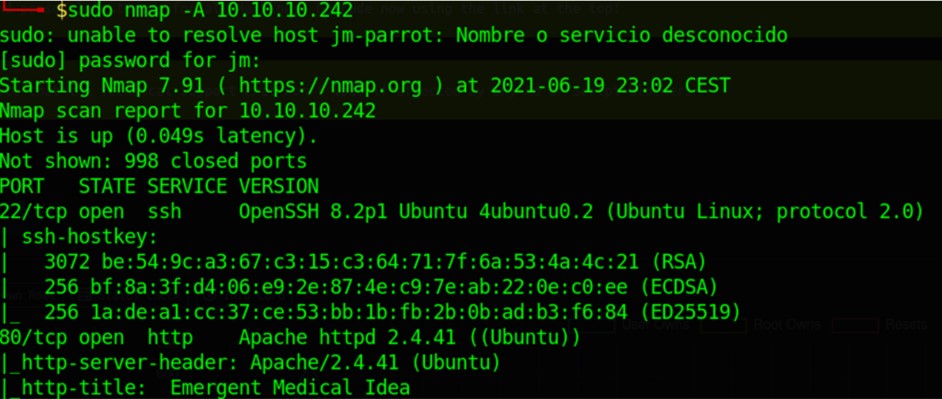 $sudo nmap -A 10.10.10.242
sudo: unable to resolve host jm-parrot: Nombre o servicio desconocido
[sudo] password for jm:
Starting Nmap 7.91 ( https://nmap.org ) at 2021-06-19 23:02 CEST
Nmap scan report for 10.10.10.242
Host is up (0.049s latency).
Not shown: 998 closed ports
PORT   STATE SERVICE VERSION
22/tcp open  ssh     OpenSSH 8.2p1 Ubuntu 4ubuntu0.2 (Ubuntu Linux; protocol 2.0)
| ssh-hostkey:
|   3072 be:54:9c:a3:67:c3:15:c3:64:71:7f:6a:53:4a:4c:21 (RSA)
|   256 bf:8a:3f:d4:06:e9:2e:87:4e:c9:7e:ab:22:0e:c0:ee (ECDSA)
|_  256 1a:de:a1:cc:37:ce:53:bb:1b:fb:2b:0b:ad:b3:f6:84 (ED25519)
80/tcp open  http    Apache httpd 2.4.41 ((Ubuntu))
|_http-server-header: Apache/2.4.41 (Ubuntu)
|_http-title:  Emergent Medical Idea
User Owns   Root Owns   Resets